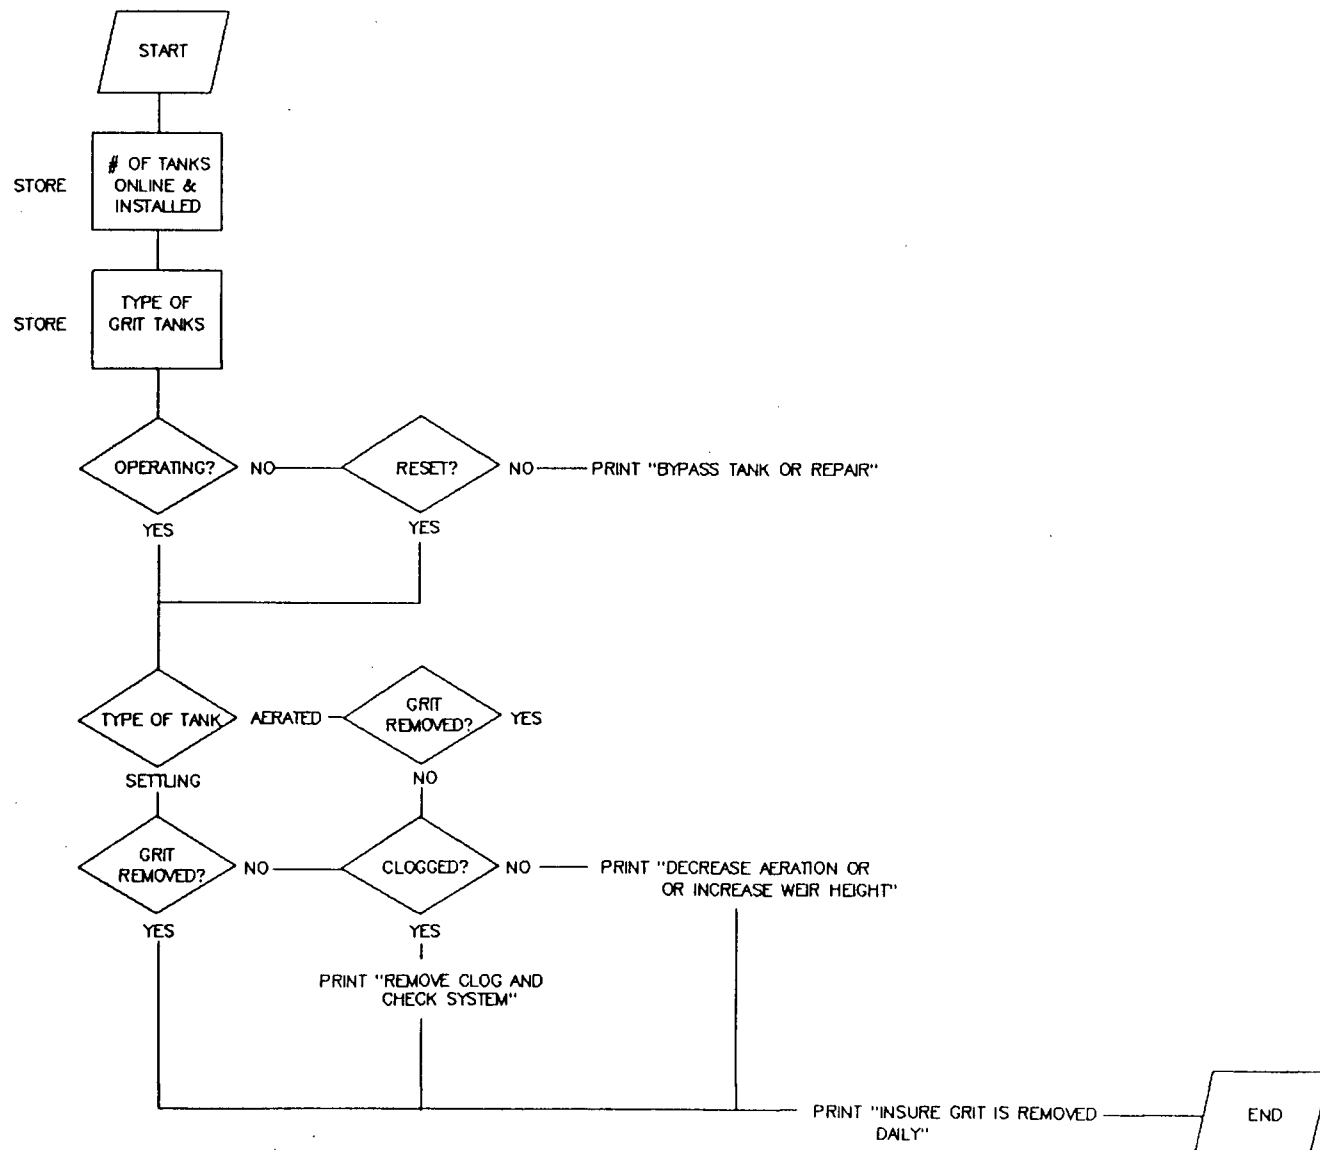 START
# OF TANKS
STORE
ONLINE &
INSTALLED
TYPE OF
STORE
GRIT TANKS
OPERATING?
NO
RESET?
NO
PRINT "BYPASS TANK OR REPAIR"
YES
YES
TYPE OF TANK
AERATED
GRIT
REMOVED?
YES
SETTLING
NO
GRIT
REMOVED?
NO
CLOGGED?
NO
PRINT "DECREASE AERATION OR
OR INCREASE WEIR HEIGHT"
YES
YES
PRINT "REMOVE CLOG AND
CHECK SYSTEM"
PRINT "INSURE GRIT IS REMOVED
DAILY"
END